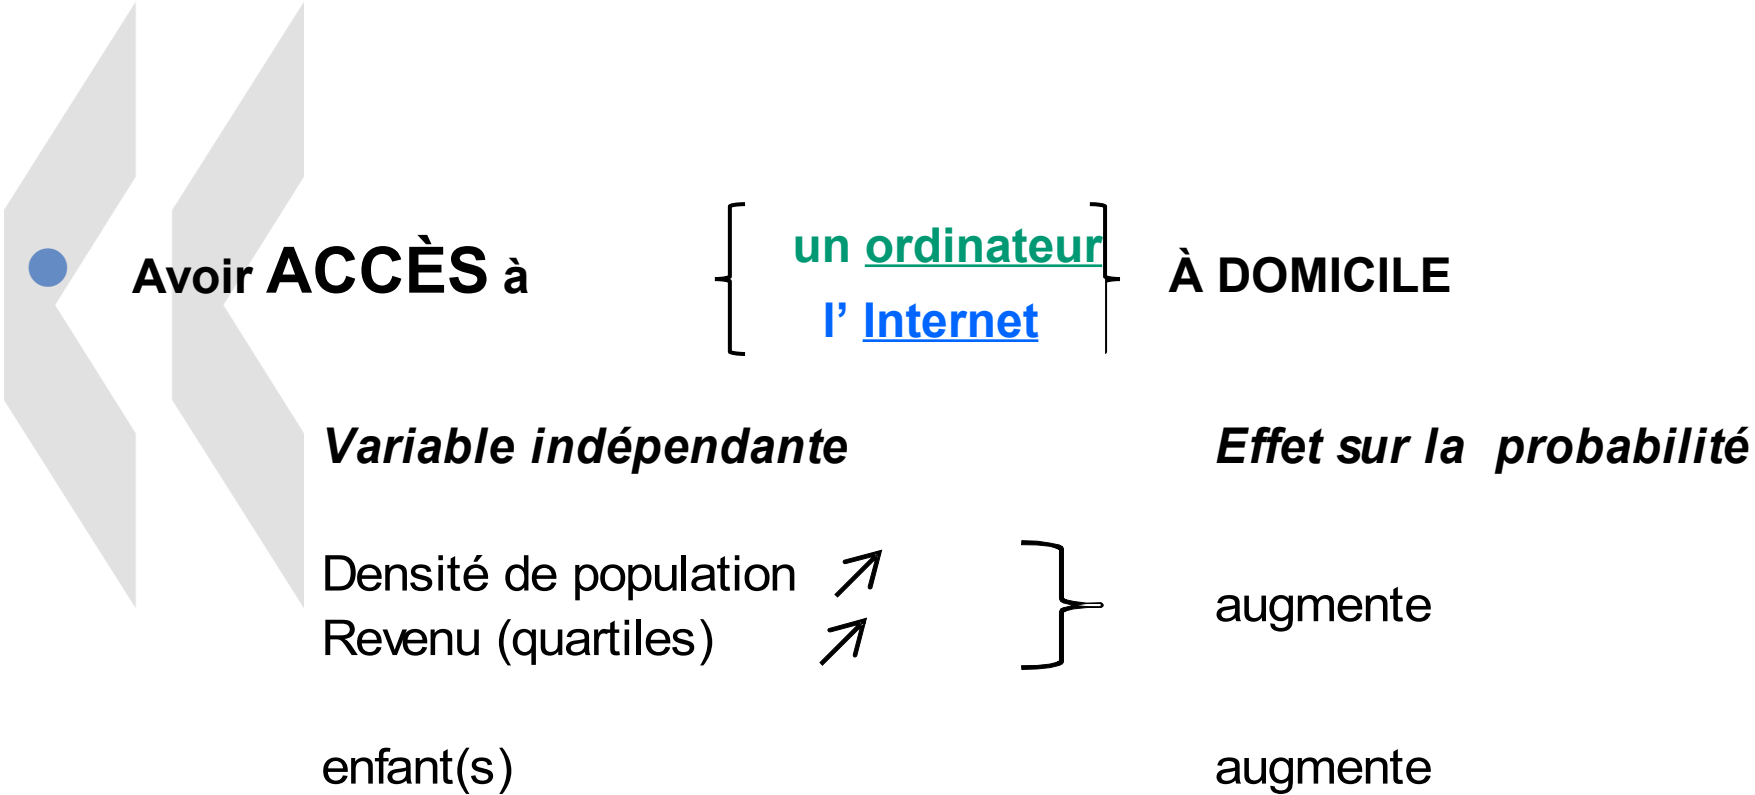 un ordinateur
Avoir ACCÈS à À DOMICILE
l’ Internet
Variable indépendante Effet sur la probabilité
Densité de population
augmente
Revenu (quartiles)
enfant(s) augmente